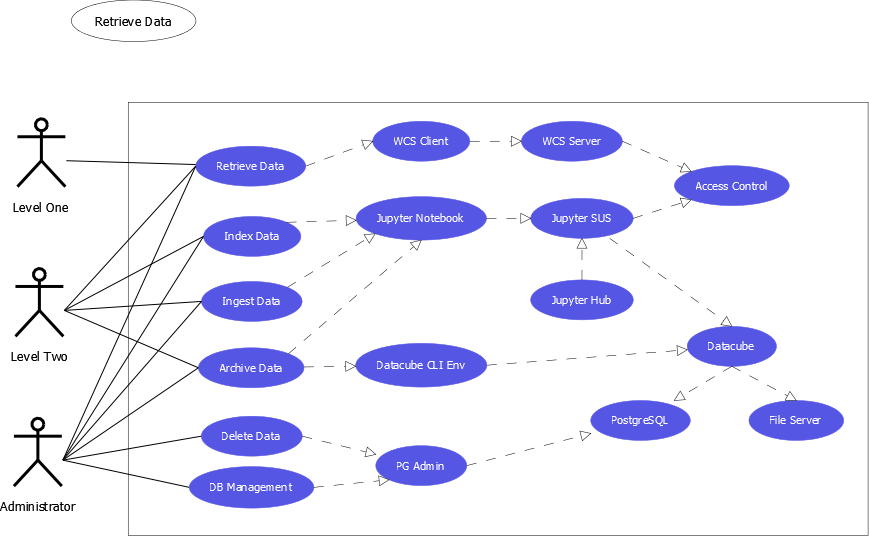 Retrieve Data
WCS Client
WCS Server
Retrieve Data
Access Control
Level One
Jupyter Notebook
Jupyter SUS
Index Data
Ingest Data
Jupyter Hub
Level Two
Datacube
Archive Data
Datacube CLI Env
PostgreSQL
File Server
Delete Data
PG Admin
DB Management
Administrator